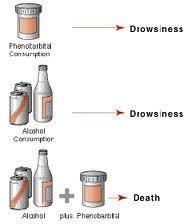 Drowsiness
Phenobarbital
Consumption
Drowsiness
Alcohol
Consumption
Death
Alcohol plus Phenobarbital